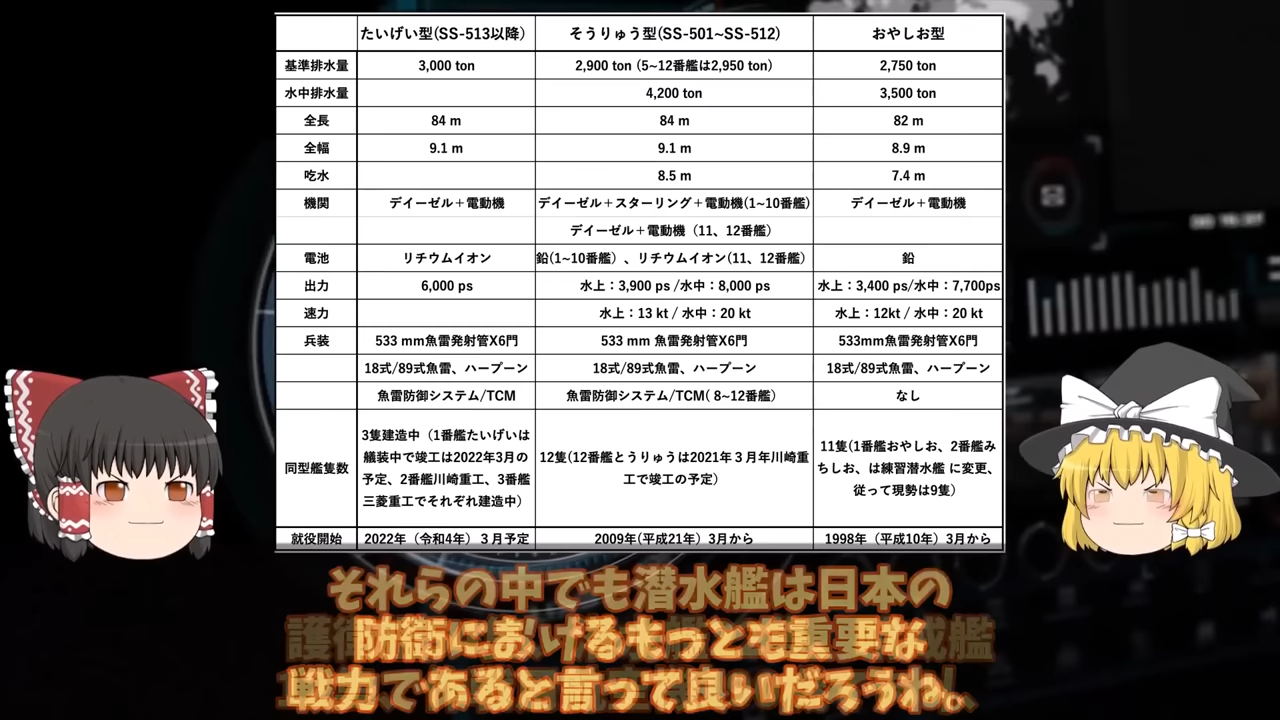 たいげい型(SS-513以降) そうりゅう型(SS-501~SS-512) おやしお型
基準排水量 3,000 ton 2,900 ton (5~12番艦は2,950 ton) 2,750 ton
水中排水量 4,200 ton 3,500 ton
全長 84 m 84 m 82 m
全幅 9.1 m 9.1 m 8.9 m
吃水 8.5 m 7.4 m
機関 デイーゼル＋電動機 デイーゼル＋スターリング＋電動機(1~10番艦) デイーゼル＋電動機
デイーゼル＋電動機（11、12番艦）
電池 リチウムイオン 鉛(1~10番艦）、リチウムイオン(11、12番艦） 鉛
出力 6,000 ps 水上：3,900 ps /水中：8,000 ps 水上：3,400 ps/水中：7,700ps
速力 水上：13 kt / 水中：20 kt 水上：12kt / 水中：20 kt
兵装 533 mm魚雷発射管X6門 533 mm 魚雷発射管X6門 533mm魚雷発射管X6門
18式/89式魚雷、ハープーン 18式/89式魚雷、ハープーン 18式/89式魚雷、ハープーン
魚雷防御システム/TCM 魚雷防御システム/TCM( 8~12番艦） なし
同型艦隻数
3隻建造中（1番艦たいげいは
艤装中で竣工は2022年3月の
予定、2番艦川崎重工、3番艦
三菱重工でそれぞれ建造中）
12隻(12番艦とうりゅうは2021年３月年川崎重
工で竣工の予定）
11隻(1番艦おやしお、2番艦み
ちしお、は練習潜水艦 に変更、
従って現勢は9隻）
就役開始 2022年（令和4年）３月予定 2009年(平成21年）3月から 1998年（平成10年）3月から
それらの中でも潜水艦は日本の
防衛におけるもっとも重要な
戦力であると言って良いだろうね。